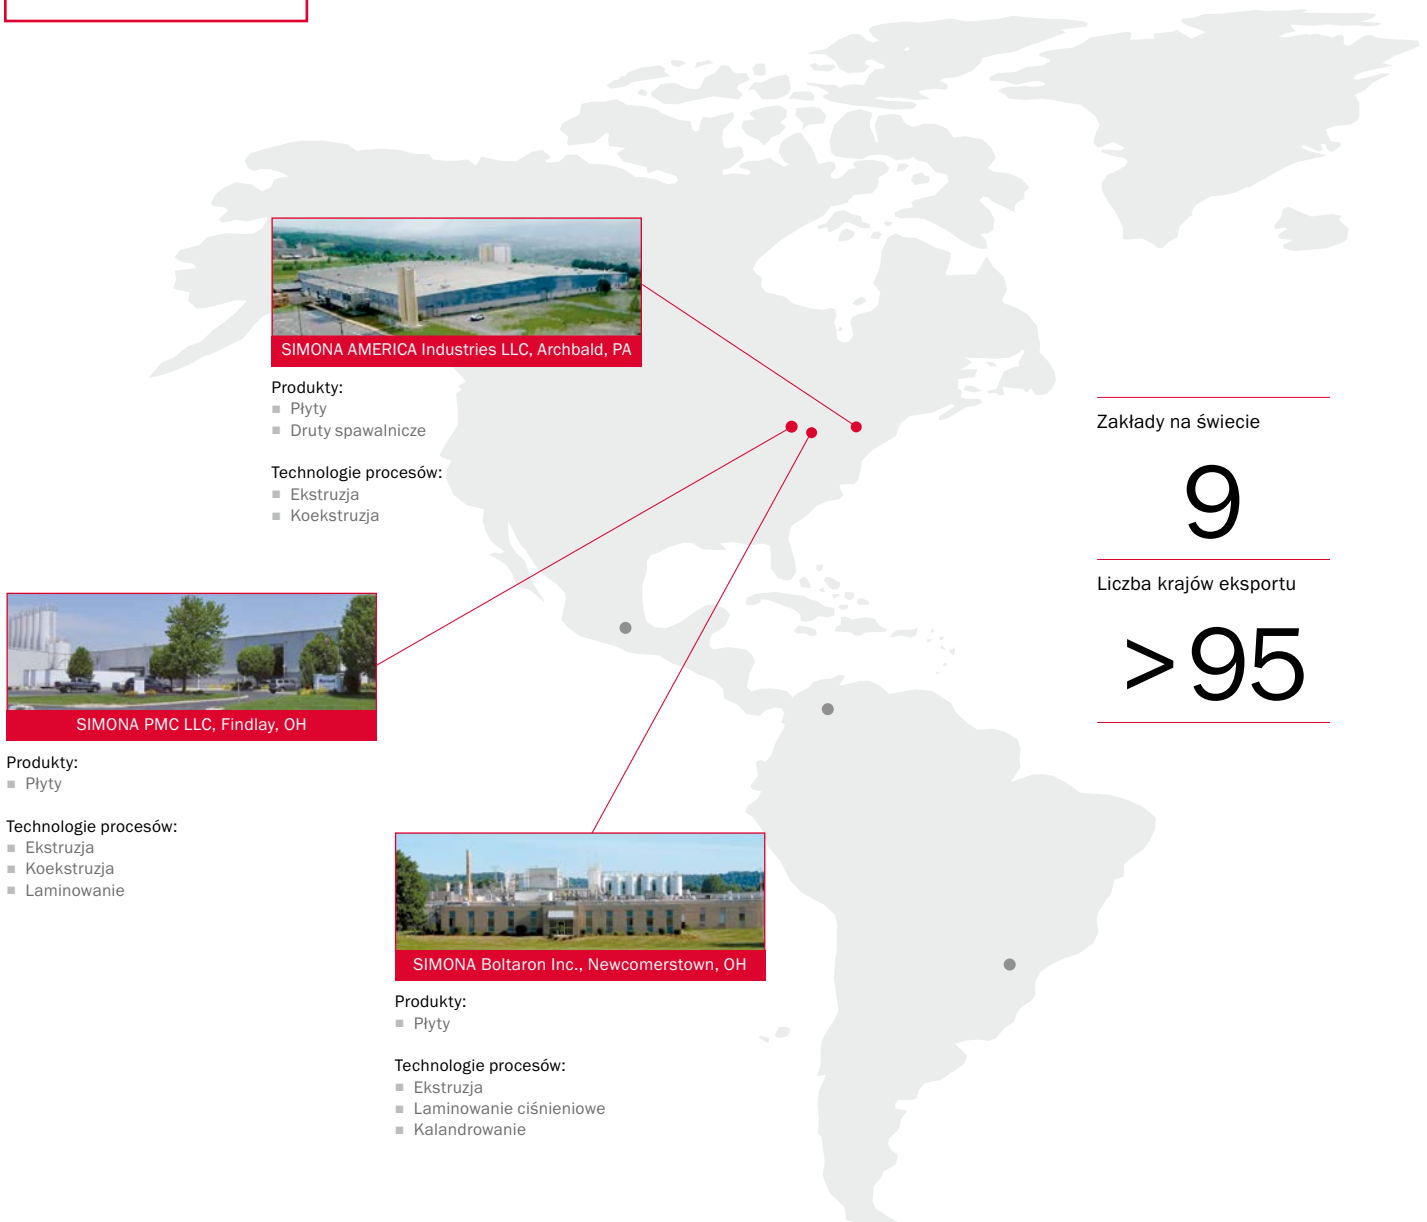 SIMONA AMERICA Industries LLC, Archbald, PA
Produkty:
■ Płyty
■ Druty spawalnicze
Technologie procesów:
■ Ekstruzja
■ Koekstruzja
Zakłady na świecie
9
Liczba krajów eksportu
>95
SIMONA PMC LLC, Findlay, OH
Produkty:
■ Płyty
Technologie procesów:
■ Ekstruzja
■ Koekstruzja
■ Laminowanie
SIMONA Boltaron Inc., Newcomerstown, OH
Produkty:
■ Płyty
Technologie procesów:
■ Ekstruzja
■ Laminowanie ciśnieniowe
■ Kalandrowanie